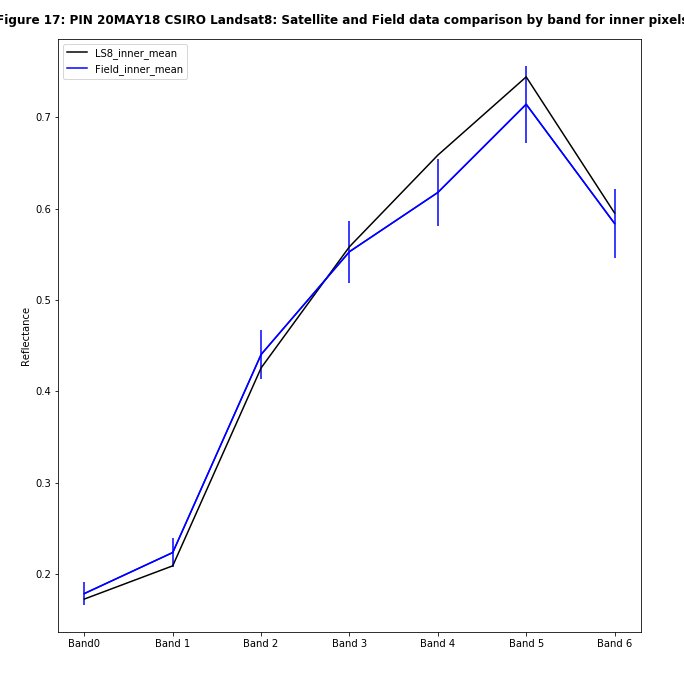 Figure 17: PIN 20MAY18 CSIRO Landsat8: Satellite and Field data comparison by band for inner pixels
LS8_inner_mean
Field_inner_mean
0.7
0.6
0.5
0.4
0.3
0.2
Reflectance
Band0 Band 1 Band 2 Band 3 Band 4 Band 5 Band 6